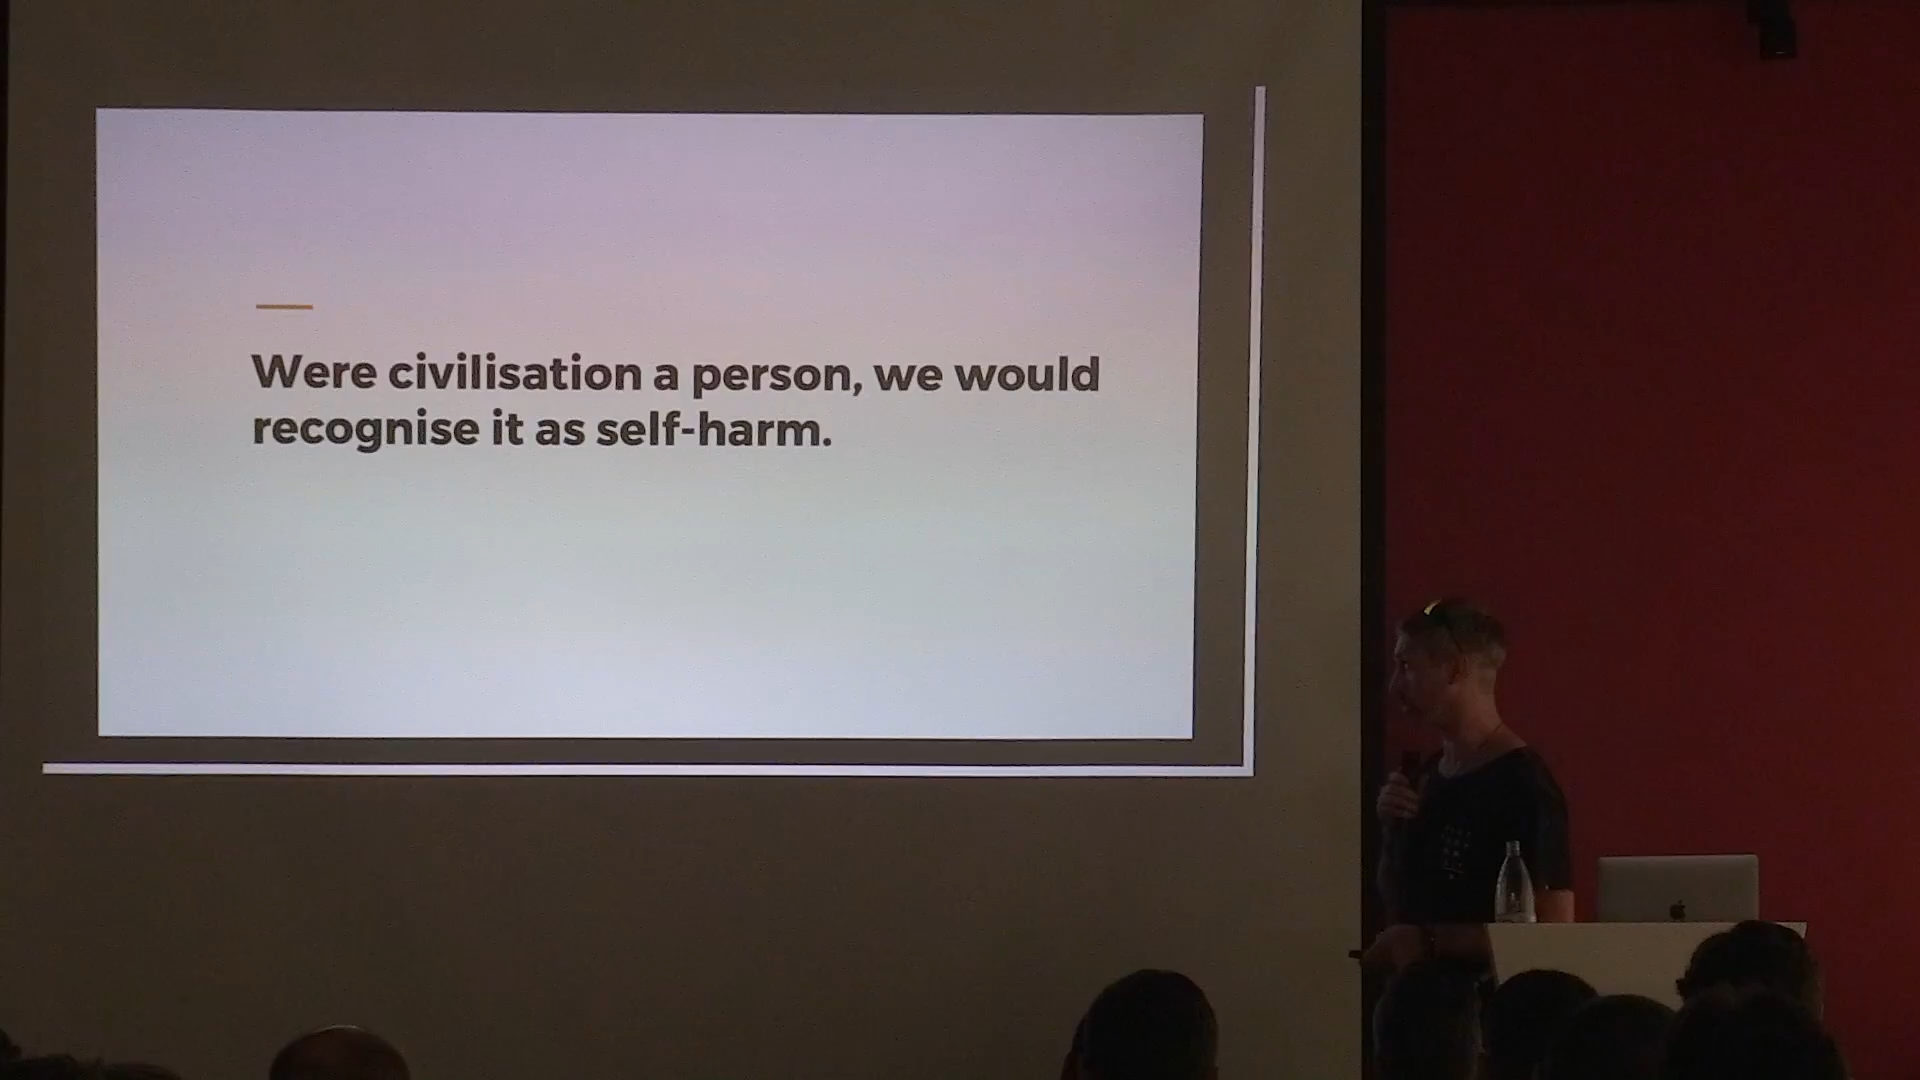 Were civilisation a person, we would
recognise it as self-harm.